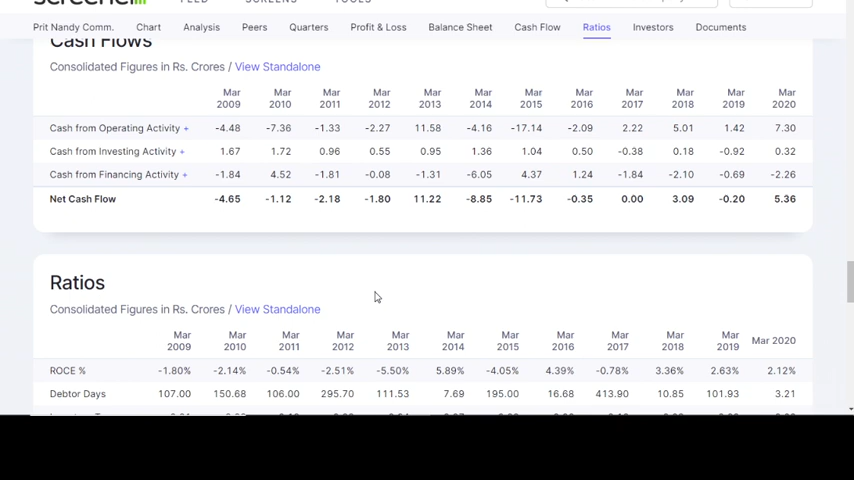 Prit Nandy Comm. Chart Analysis Peers Quarters Profit & Loss Balance Sheet Cash Flow Ratios Investors Documents
Cash Flows
Consolidated Figures in Rs. Crores / View Standalone
Mar 2009 Mar 2010 Mar 2011 Mar 2012 Mar 2013 Mar 2014 Mar 2015 Mar 2016 Mar 2017 Mar 2018 Mar 2019 Mar 2020
Cash from Operating Activity + -4.48 -7.36 -1.33 -2.27 11.58 -4.16 -17.14 -2.09 2.22 5.01 1.42 7.30
Cash from Investing Activity + 1.67 1.72 0.96 0.55 0.95 1.36 1.04 0.50 -0.38 0.18 -0.92 0.32
Cash from Financing Activity + -1.84 4.52 -1.81 -0.08 -1.31 -6.05 4.37 1.24 -1.84 -2.10 -0.69 -2.26
Net Cash Flow -4.65 -1.12 -2.18 -1.80 11.22 -8.85 -11.73 -0.35 0.00 3.09 -0.20 5.36
Ratios
Consolidated Figures in Rs. Crores / View Standalone
Mar 2009 Mar 2010 Mar 2011 Mar 2012 Mar 2013 Mar 2014 Mar 2015 Mar 2016 Mar 2017 Mar 2018 Mar 2019 Mar 2020
ROCE % -1.80% -2.14% -0.54% -2.51% -5.50% 5.89% -4.05% 4.39% -0.78% 3.36% 2.63% 2.12%
Debtor Days 107.00 150.68 106.00 295.70 111.53 7.69 195.00 16.68 413.90 10.85 101.93 3.21